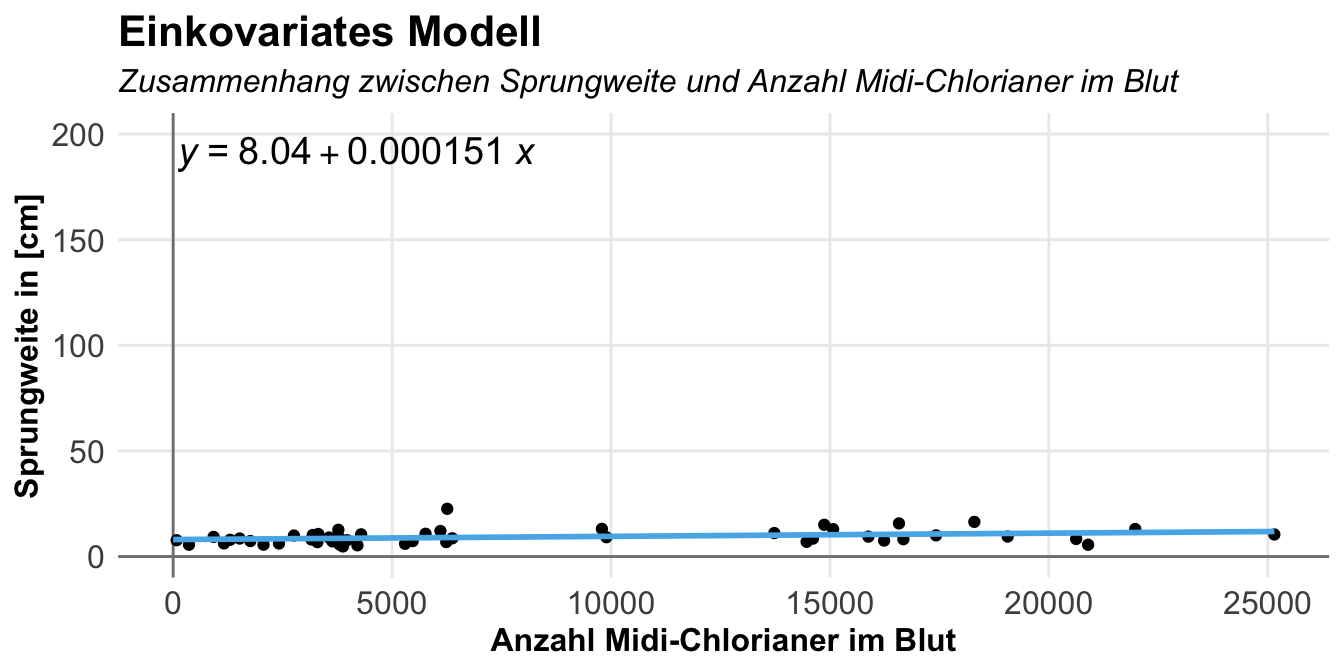 Einkovariates Modell
Zusammenhang zwischen Sprungweite und Anzahl Midi-Chlorianer im Blut
y = 8.04 + 0.000151 x
Sprungweite in [cm]
200
150
100
50
0
0 5000 10000 15000 20000 25000
Anzahl Midi-Chlorianer im Blut